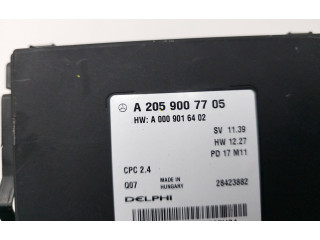 A 205 900 77 05
HW: A 000 901 64 02
SV 11.39
HW 12.27
PD 17 M11
CPC 2.4
Q07
MADE IN
HUNGARY
28423882
DELPHI